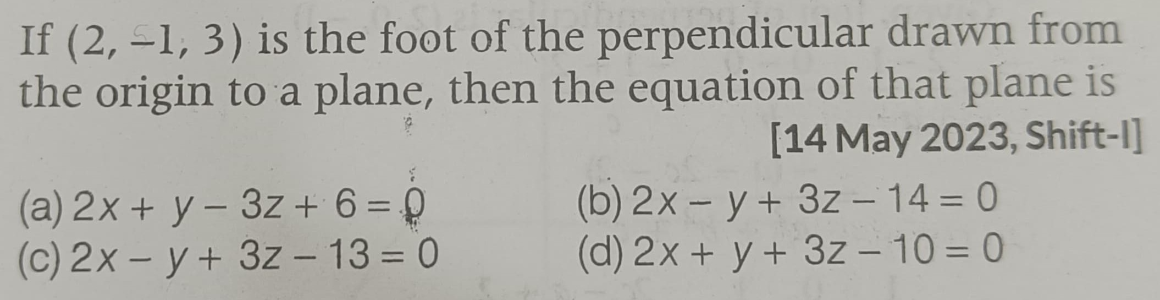 If (2, –1, 3) is the foot of the perpendicular drawn from
the origin to a plane, then the equation of that plane is
[14 May 2023, Shift-I]
(a) 2x + y – 3z + 6 = 0 (b) 2x – y + 3z – 14 = 0
(c) 2x – y + 3z – 13 = 0 (d) 2x + y + 3z – 10 = 0